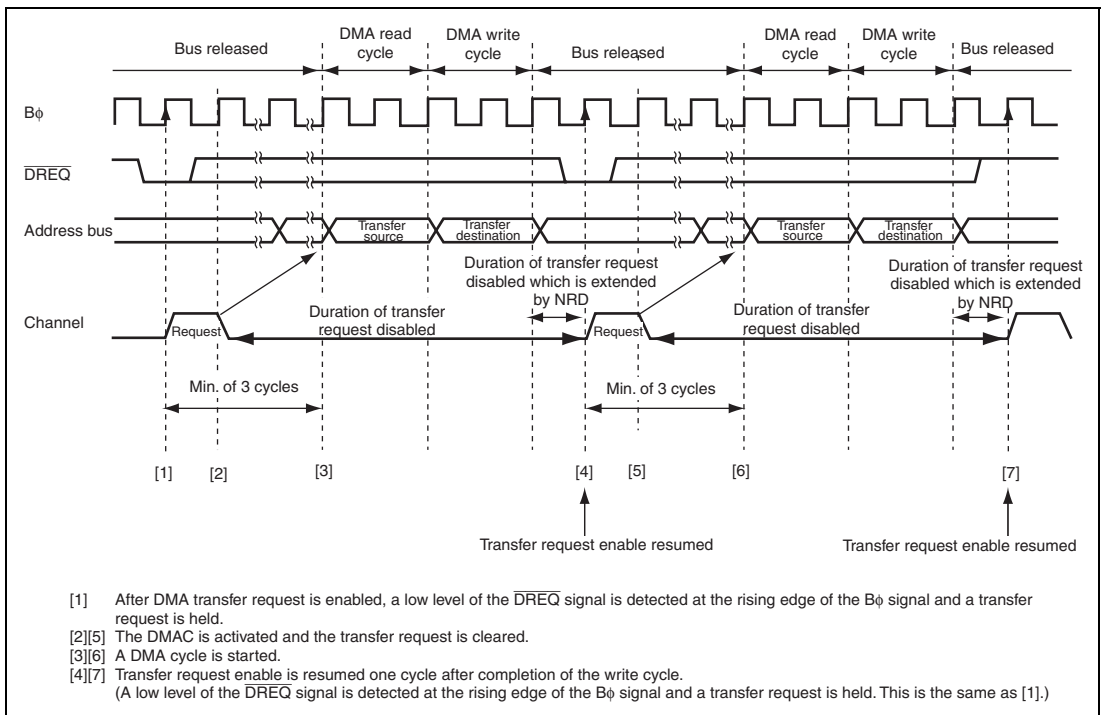 Bus released
DMA read cycle
DMA write cycle
Bus released
DMA read cycle
DMA write cycle
Bus released
Bφ
DREQ
Address bus
Transfer source
Transfer destination
Transfer source
Transfer destination
Duration of transfer request disabled which is extended by NRD
Duration of transfer request disabled which is extended by NRD
Channel
Request
Duration of transfer request disabled
Request
Duration of transfer request disabled
Min. of 3 cycles
Min. of 3 cycles
[1]
[2]
[3]
[4]
[5]
[6]
[7]
Transfer request enable resumed
Transfer request enable resumed
[1] After DMA transfer request is enabled, a low level of the DREQ signal is detected at the rising edge of the Bφ signal and a transfer
request is held.
[2][5] The DMAC is activated and the transfer request is cleared.
[3][6] A DMA cycle is started.
[4][7] Transfer request enable is resumed one cycle after completion of the write cycle.
(A low level of the DREQ signal is detected at the rising edge of the Bφ signal and a transfer request is held. This is the same as [1].)